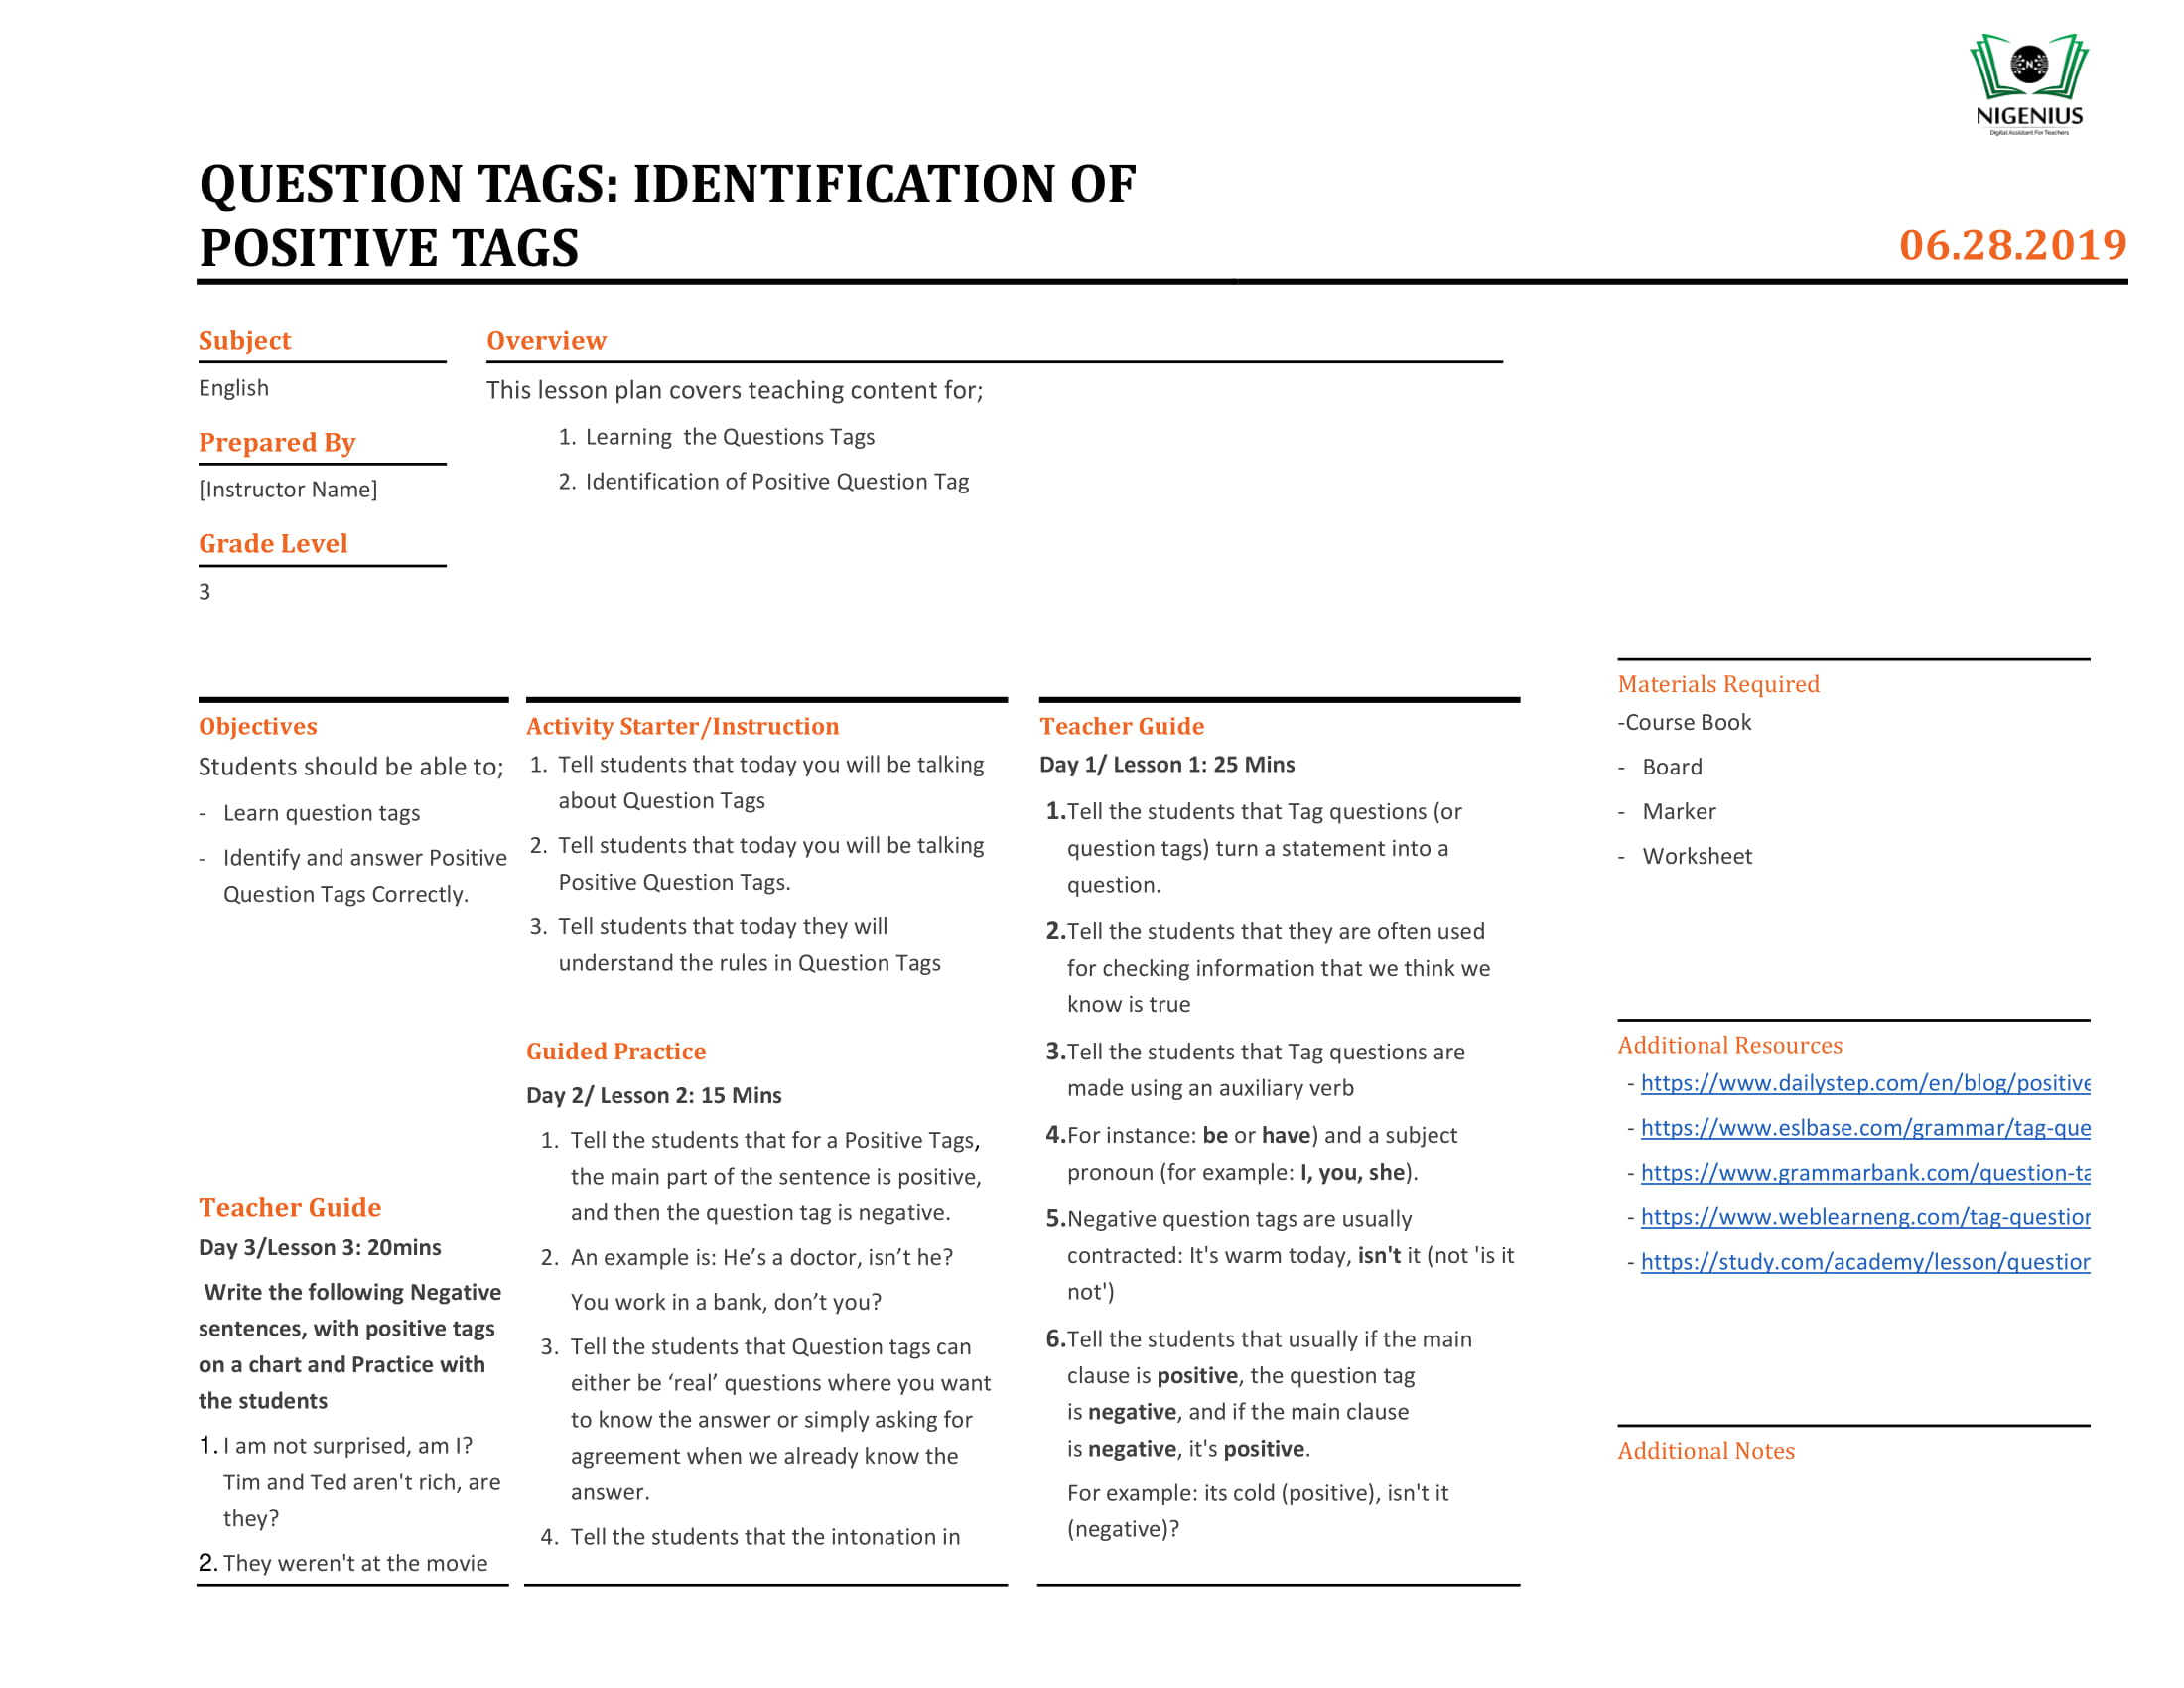 NIGENIUS
Digital Assistant For Teachers
QUESTION TAGS: IDENTIFICATION OF
POSITIVE TAGS
06.28.2019
Subject
English
Prepared By
[Instructor Name]
Grade Level
3
Overview
This lesson plan covers teaching content for;
1. Learning  the Questions Tags
2. Identification of Positive Question Tag
Objectives
Students should be able to;
- Learn question tags
- Identify and answer Positive
Question Tags Correctly.
Teacher Guide
Day 3/Lesson 3: 20mins
Write the following Negative
sentences, with positive tags
on a chart and Practice with
the students
1. I am not surprised, am I?
Tim and Ted aren't rich, are
they?
2. They weren't at the movie
Activity Starter/Instruction
1. Tell students that today you will be talking
about Question Tags
2. Tell students that today you will be talking
Positive Question Tags.
3. Tell students that today they will
understand the rules in Question Tags
Guided Practice
Day 2/ Lesson 2: 15 Mins
1. Tell the students that for a Positive Tags,
the main part of the sentence is positive,
and then the question tag is negative.
2. An example is: He’s a doctor, isn’t he?
You work in a bank, don’t you?
3. Tell the students that Question tags can
either be ‘real’ questions where you want
to know the answer or simply asking for
agreement when we already know the
answer.
4. Tell the students that the intonation in
Teacher Guide
Day 1/ Lesson 1: 25 Mins
1.Tell the students that Tag questions (or
question tags) turn a statement into a
question.
2.Tell the students that they are often used
for checking information that we think we
know is true
3.Tell the students that Tag questions are
made using an auxiliary verb
4.For instance: be or have) and a subject
pronoun (for example: I, you, she).
5.Negative question tags are usually
contracted: It's warm today, isn't it (not 'is it
not')
6.Tell the students that usually if the main
clause is positive, the question tag
is negative, and if the main clause
is negative, it's positive.
For example: its cold (positive), isn't it
(negative)?
Materials Required
-Course Book
- Board
- Marker
- Worksheet
Additional Resources
- https://www.dailystep.com/en/blog/positive
- https://www.eslbase.com/grammar/tag-que
- https://www.grammarbank.com/question-ta
- https://www.weblearneng.com/tag-question
- https://study.com/academy/lesson/question
Additional Notes